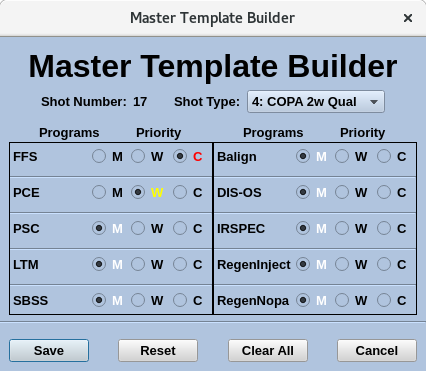 Master Template Builder
Master Template Builder
Shot Number: 17 Shot Type: 4: COPA 2w Qual
Programs Priority Programs Priority
FFS M W C Balign M W C
PCE M W C DIS-OS M W C
PSC M W C IRSPEC M W C
LTM M W C RegenInject M W C
SBSS M W C RegenNopa M W C
Save Reset Clear All Cancel